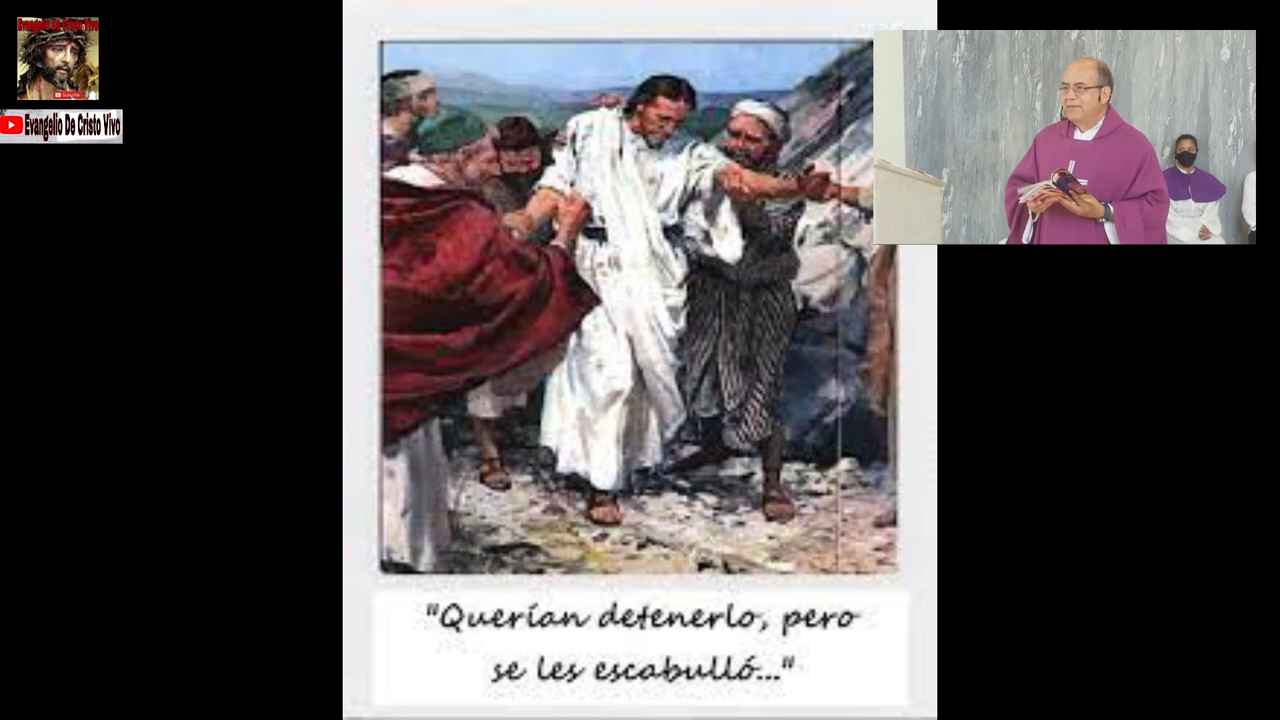 Evangelio De Cristo Vivo
Evangelio De Cristo Vivo
"Querían detenerlo, pero
se les escabulló..."